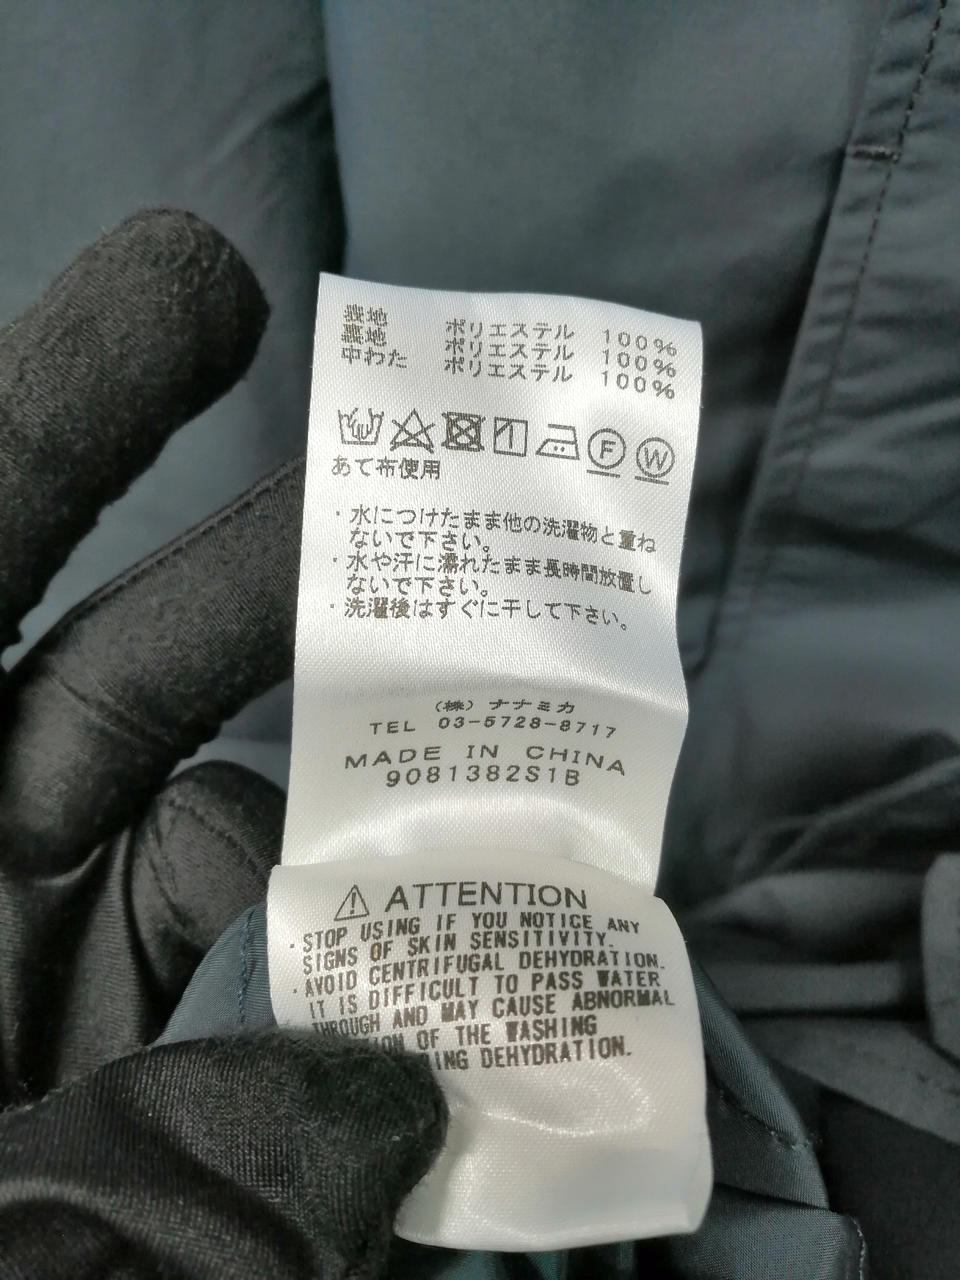 表地 ポリエステル 100%
裏地 ポリエステル 100%
中わた ポリエステル 100%
F W
あて布使用
・水につけたまま他の洗濯物と重ね
ないで下さい。
・水や汗に濡れたまま長時間放置し
ないで下さい。
・洗濯後はすぐに干して下さい。
(株) ナナミカ
TEL 03-5728-8717
MADE IN CHINA
9081382S1B
ATTENTION
・STOP USING IF YOU NOTICE ANY
SIGNS OF SKIN SENSITIVITY.
・AVOID CENTRIFUGAL DEHYDRATION.
IT IS DIFFICULT TO PASS WATER
THROUGH AND MAY CAUSE ABNORMAL
OF THE WASHING
DEHYDRATION.